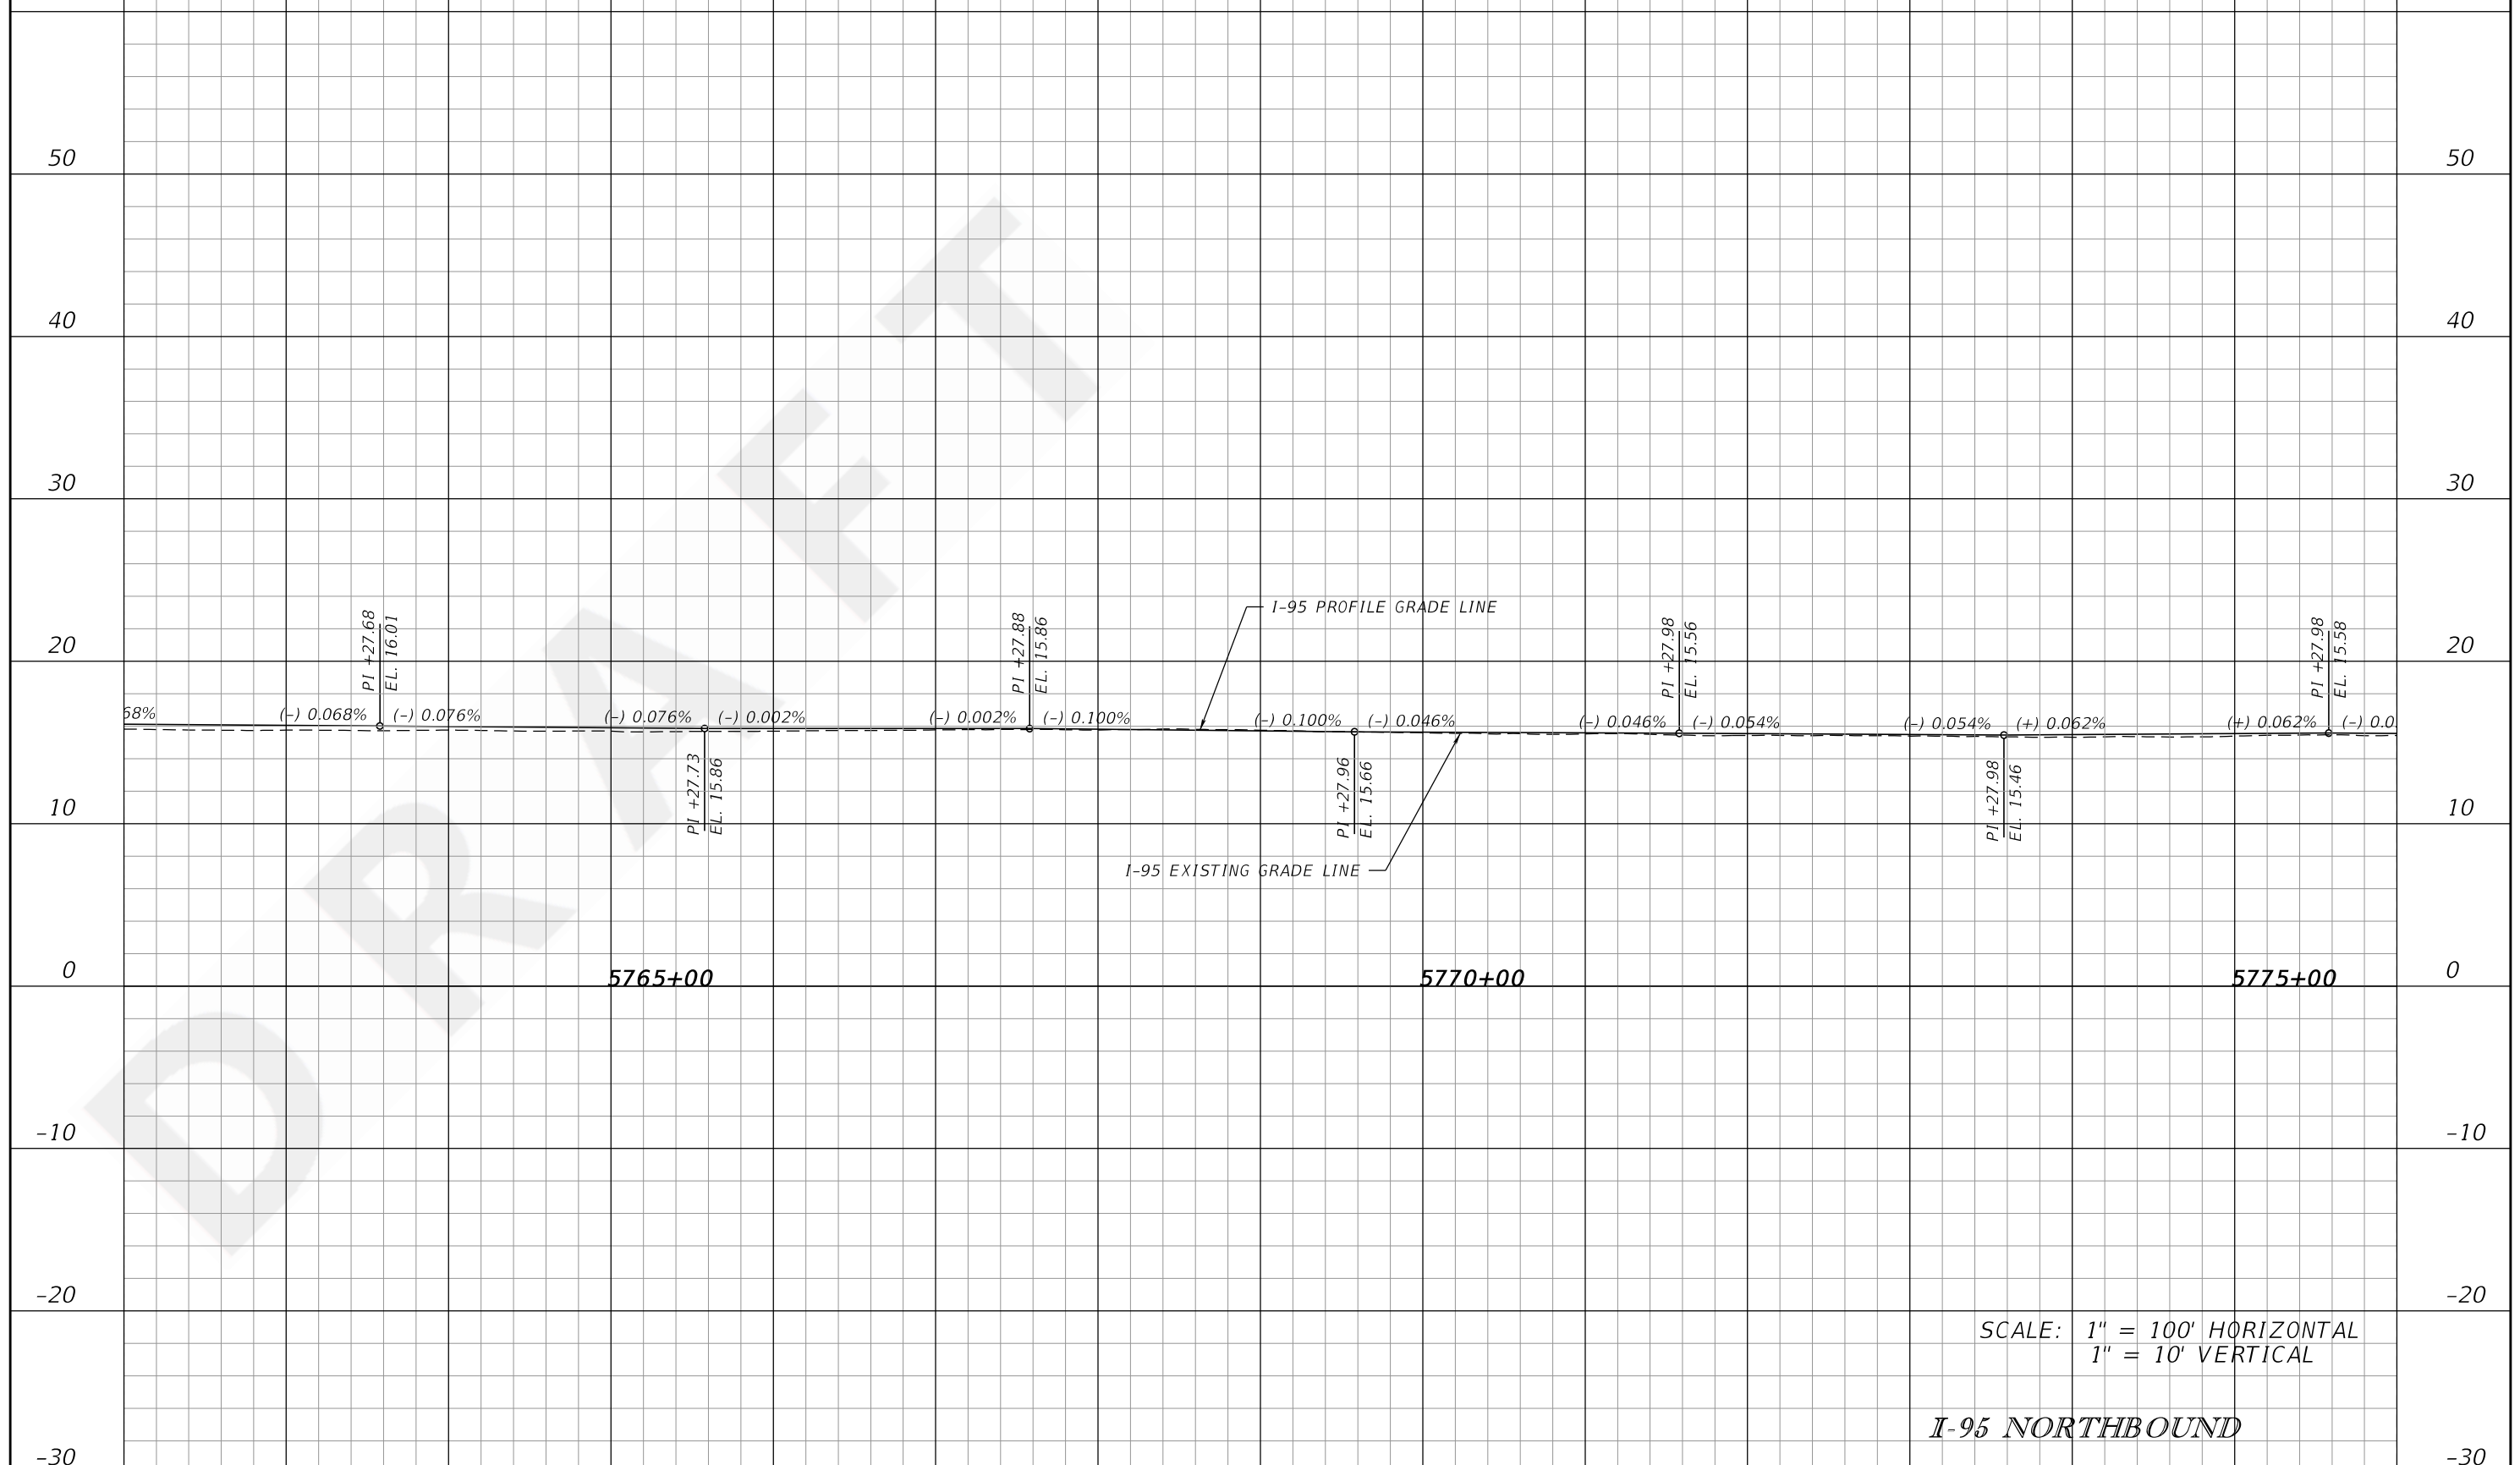 50 50
40 40
30 30
I-95 PROFILE GRADE LINE
PI +27.68
EL. 16.01
PI +27.88
EL. 15.86
PI +27.98
EL. 15.56
PI +27.98
EL. 15.58
20 20
68% (-) 0.068% (-) 0.076% (-) 0.076% (-) 0.002% (-) 0.002% (-) 0.100% (-) 0.100% (-) 0.046% (-) 0.046% (-) 0.054% (-) 0.054% (+) 0.062% (+) 0.062% (-) 0.0
PI +27.73
EL. 15.86
PI +27.96
EL. 15.66
PI +27.98
EL. 15.46
10 10
I-95 EXISTING GRADE LINE
0 5765+00 5770+00 5775+00 0
-10 -10
-20 -20
SCALE: 1" = 100' HORIZONTAL
1" = 10' VERTICAL
I-95 NORTHBOUND
-30 -30
DRAFT